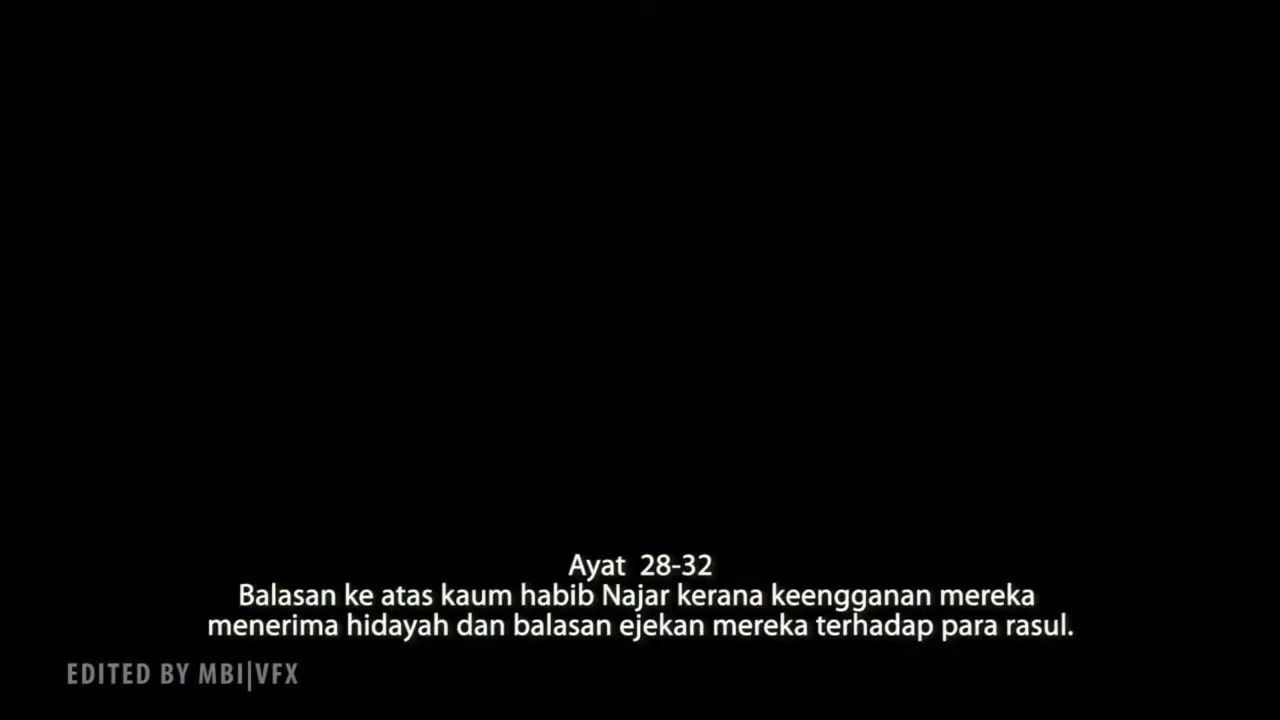 Ayat 28-32
Balasan ke atas kaum habib Najar kerana keengganan mereka
menerima hidayah dan balasan ejekan mereka terhadap para rasul.
EDITED BY MBI|VFX